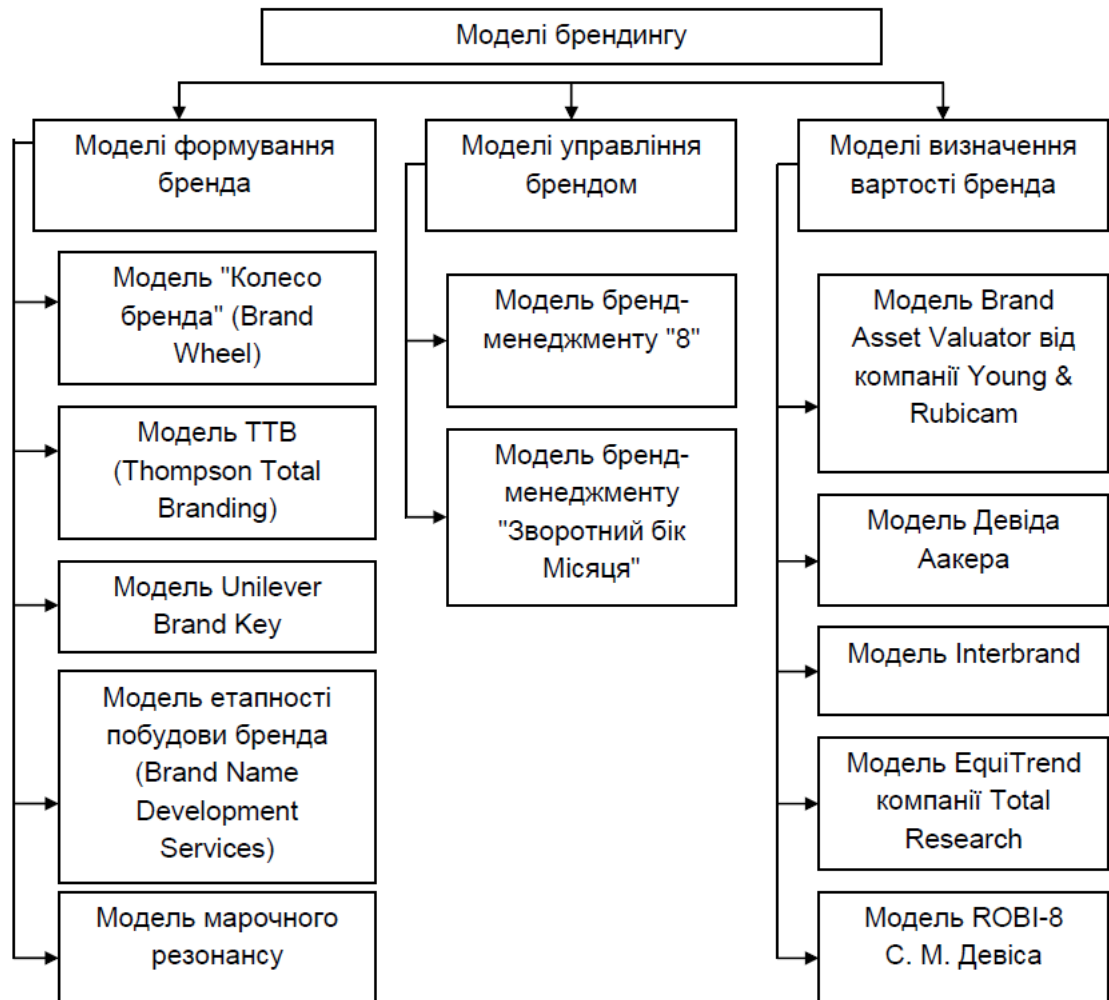 Моделі брендингу
Моделі формування
бренда
Модель "Колесо
бренда" (Brand
Wheel)
Модель ТТВ
(Thompson Total
Branding)
Модель Unilever
Brand Key
Модель етапності
побудови бренда
(Brand Name
Development
Services)
Модель марочного
резонансу
Моделі управління
брендом
Модель бренд-
менеджменту "8"
Модель бренд-
менеджменту
"Зворотний бік
Місяця"
Моделі визначення
вартості бренда
Модель Brand
Asset Valuator від
компанії Young &
Rubicam
Модель Девіда
Аакера
Модель Interbrand
Модель EquiTrend
компанії Total
Research
Модель ROBI-8
С. М. Девіса